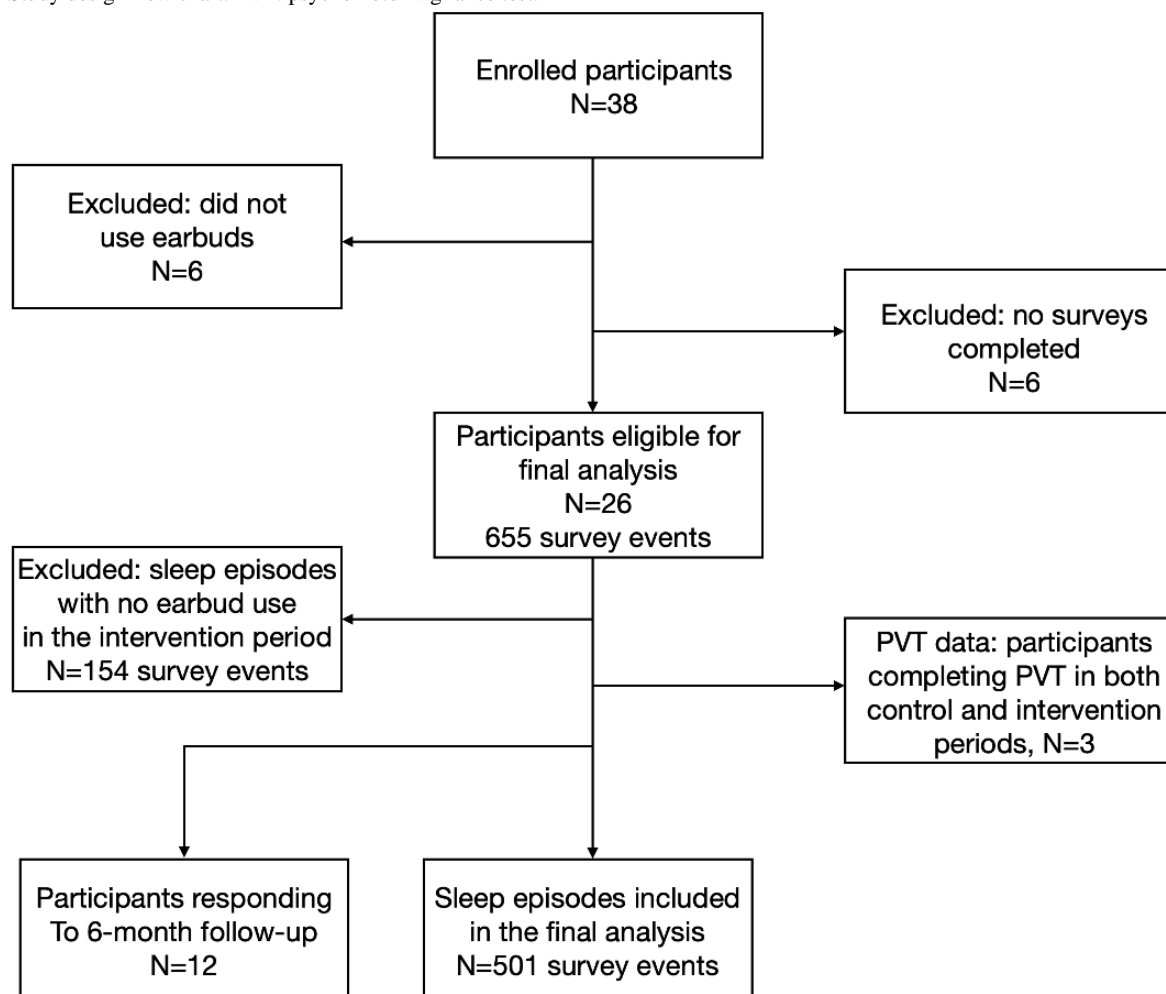 Enrolled participants
N=38
Excluded: did not
use earbuds
N=6
Excluded: no surveys
completed
N=6
Participants eligible for
final analysis
N=26
655 survey events
Excluded: sleep episodes
with no earbud use
in the intervention period
N=154 survey events
PVT data: participants
completing PVT in both
control and intervention
periods, N=3
Participants responding
To 6-month follow-up
N=12
Sleep episodes included
in the final analysis
N=501 survey events